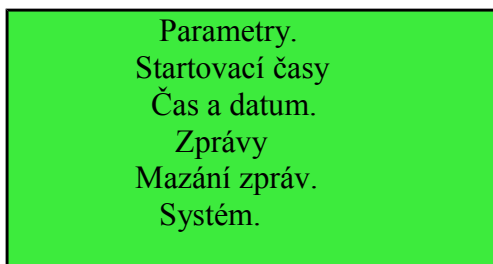 Parametry.
Startovací časy
Čas a datum.
Zprávy
Mazání zpráv.
Systém.